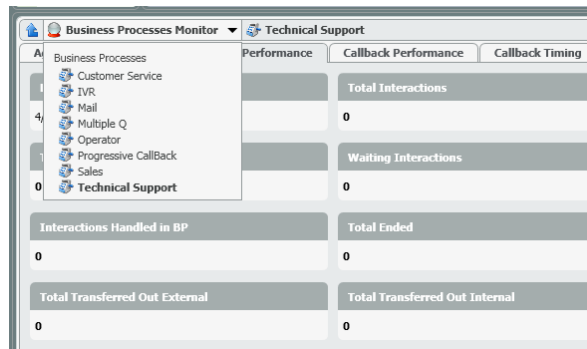 Business Processes Monitor Technical Support
A Performance Callback Performance Callback Timing
Business Processes
Customer Service
IVR
Mail
Multiple Q
Operator
Progressive CallBack
Sales
Technical Support
Total Interactions
4/
0
Waiting Interactions
0
0
Interactions Handled in BP
Total Ended
0
0
Total Transferred Out External
Total Transferred Out Internal
0
0